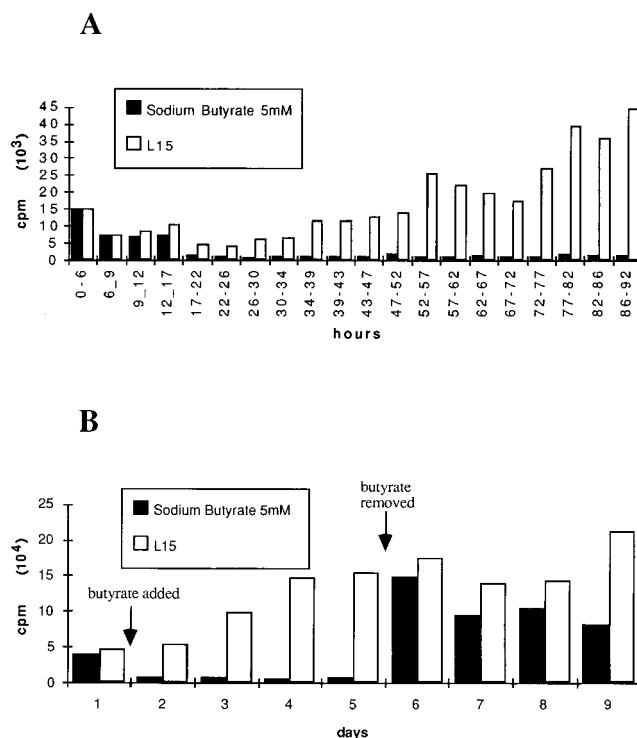 A
Sodium Butyrate 5mM
L15
cpm (10³)
45
40
35
30
25
20
15
10
5
0
0-6
6_9
9_12
12_17
17-22
22-26
26-30
30-34
34-39
39-43
43-47
47-52
52-57
57-62
62-67
67-72
72-77
77-82
82-86
86-92
hours
B
Sodium Butyrate 5mM
L15
butyrate removed
butyrate added
cpm (10⁴)
25
20
15
10
5
0
1 2 3 4 5 6 7 8 9
days